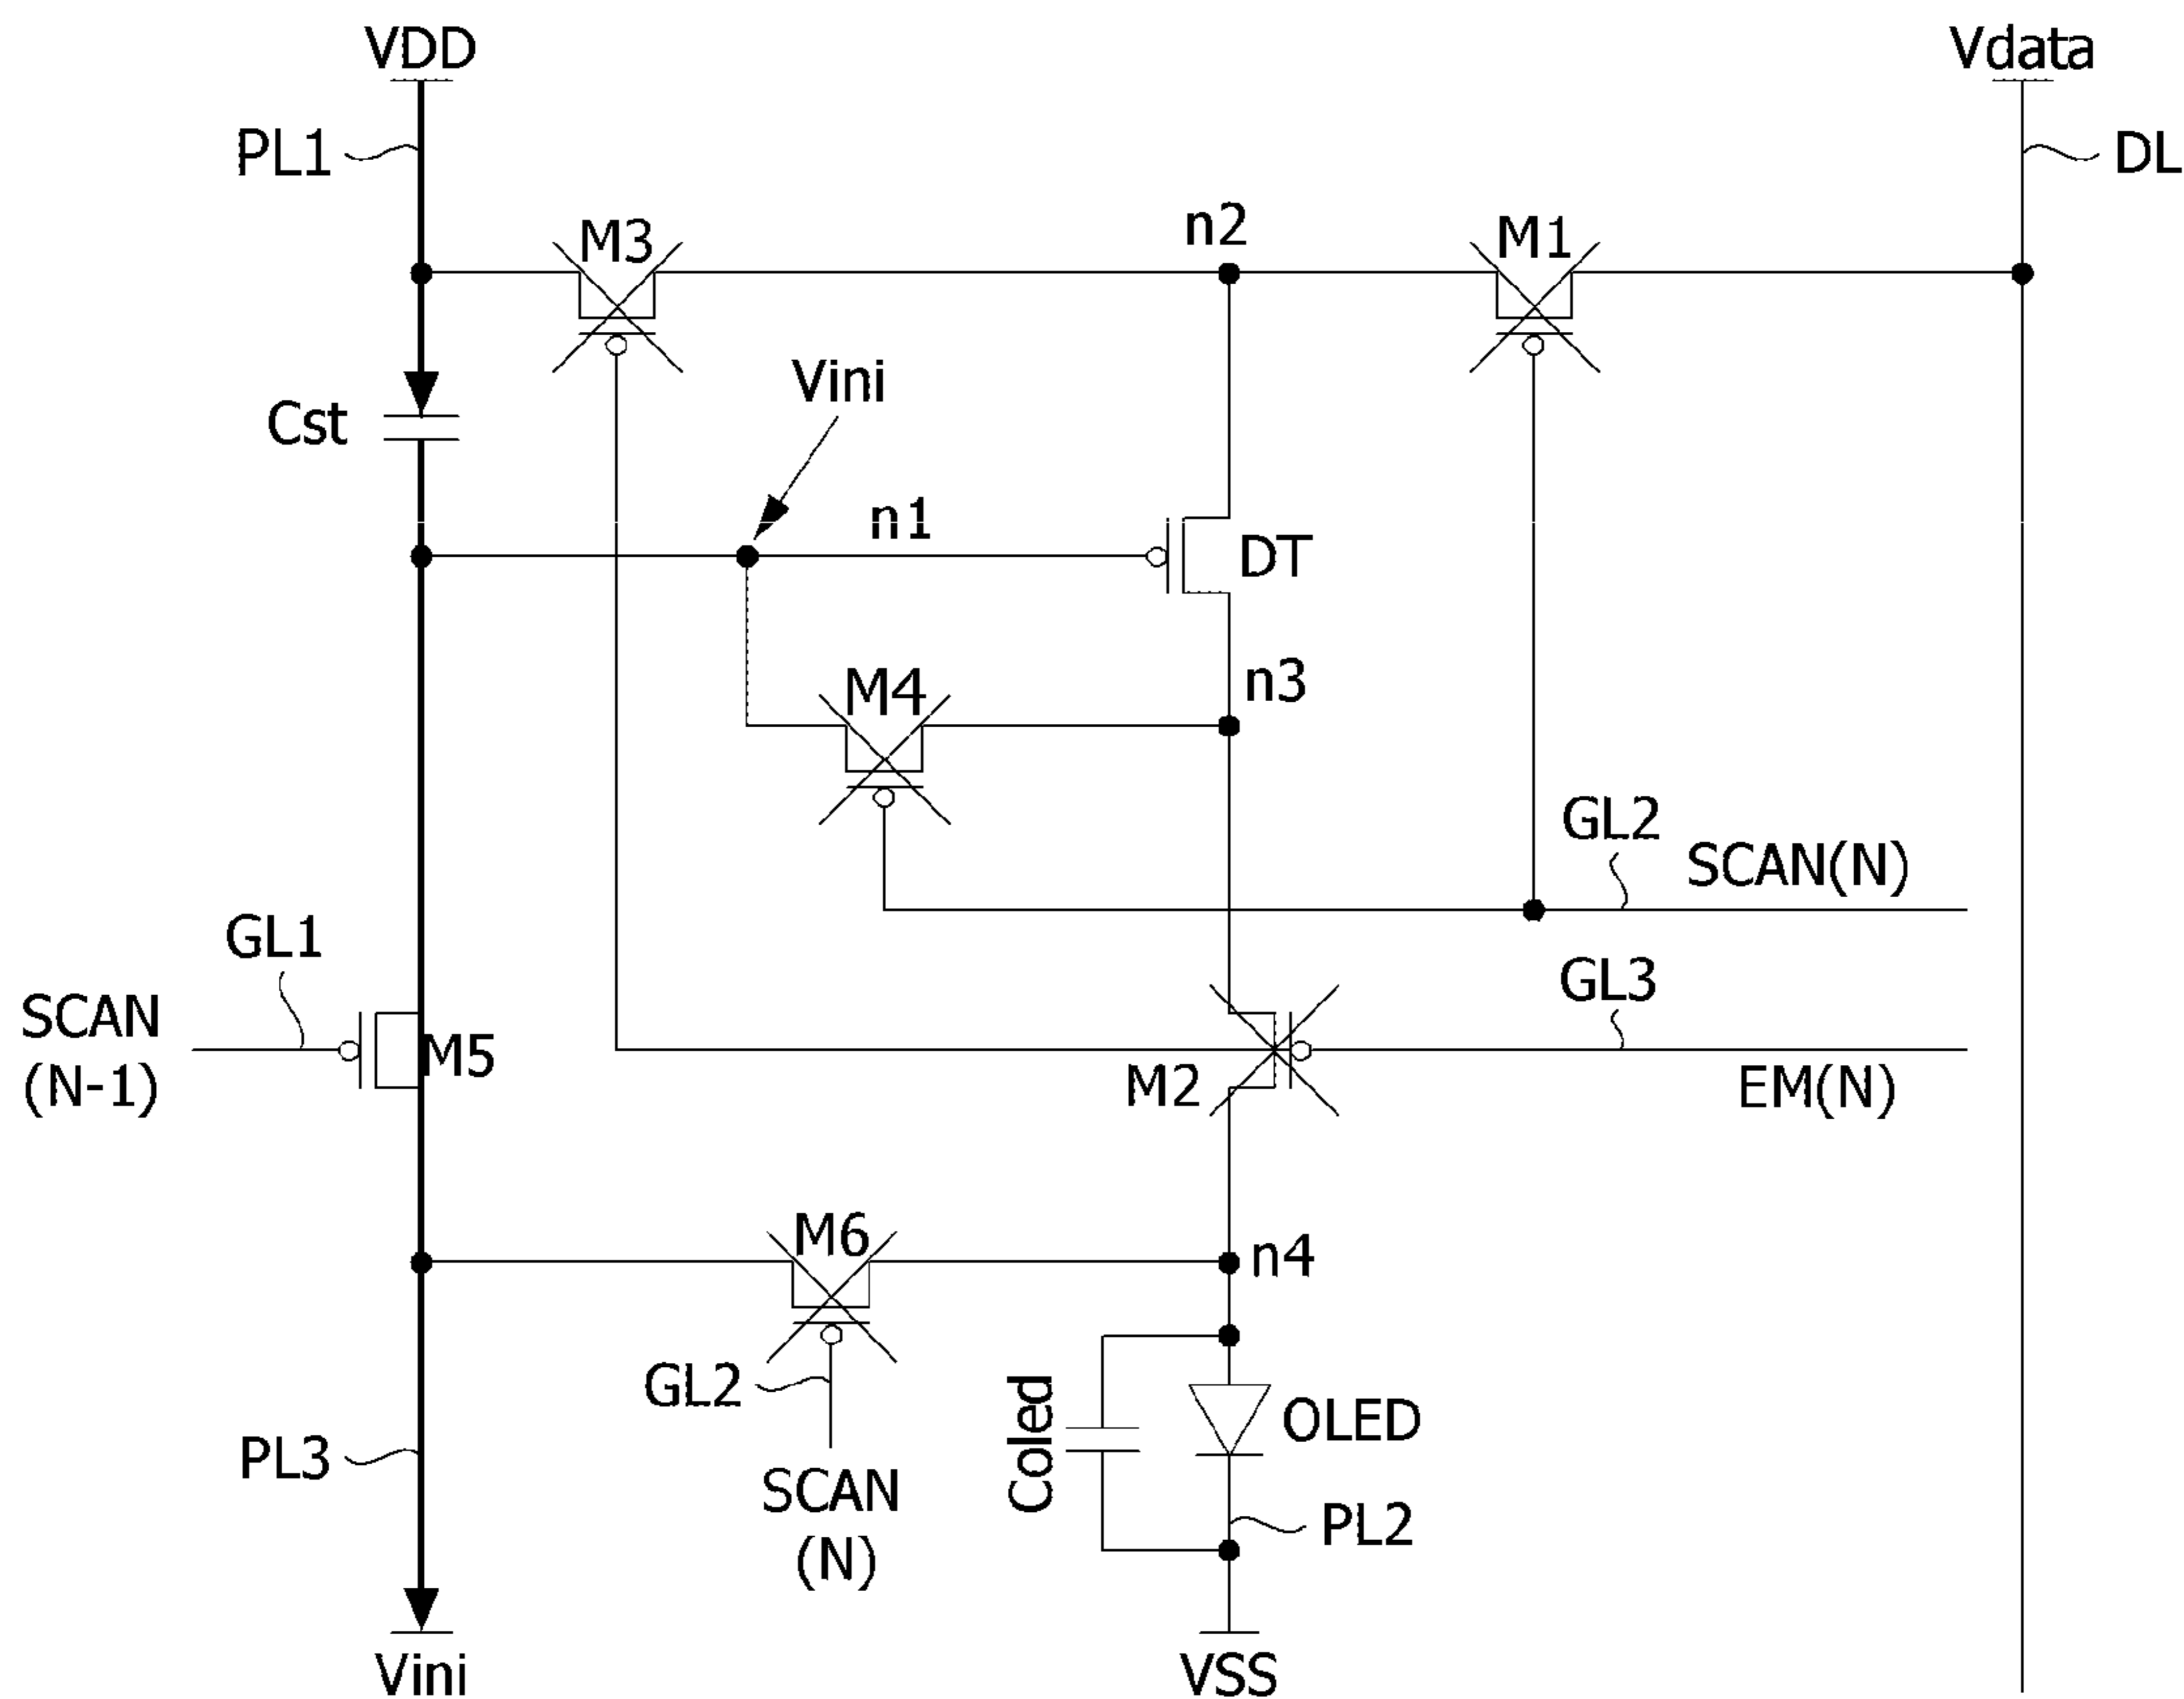 VDD
Vdata
PL1
DL
M3
n2
M1
Vini
Cst
n1
DT
n3
M4
GL2
SCAN(N)
GL1
GL3
SCAN
(N-1)
M5
M2
EM(N)
M6
n4
GL2
Coled
OLED
PL3
SCAN
(N)
PL2
Vini
VSS